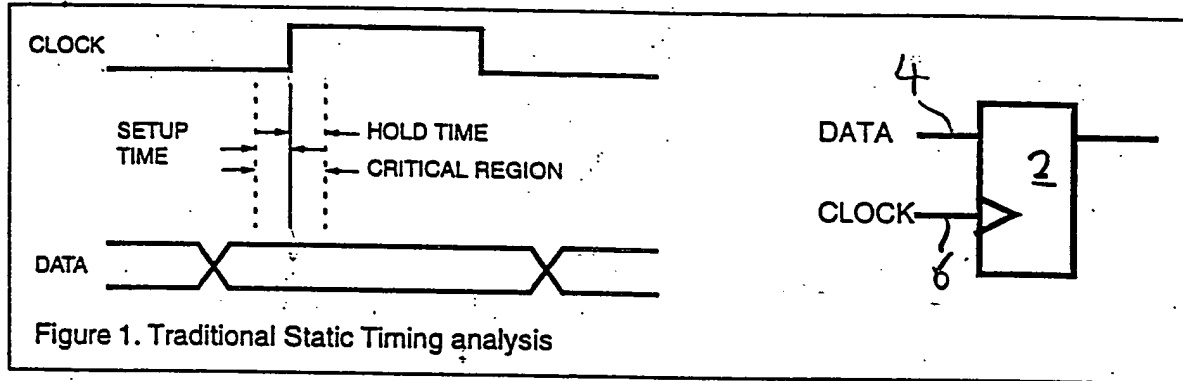 CLOCK
SETUP TIME
HOLD TIME
CRITICAL REGION
DATA
Figure 1. Traditional Static Timing analysis
4
DATA
2
CLOCK
6